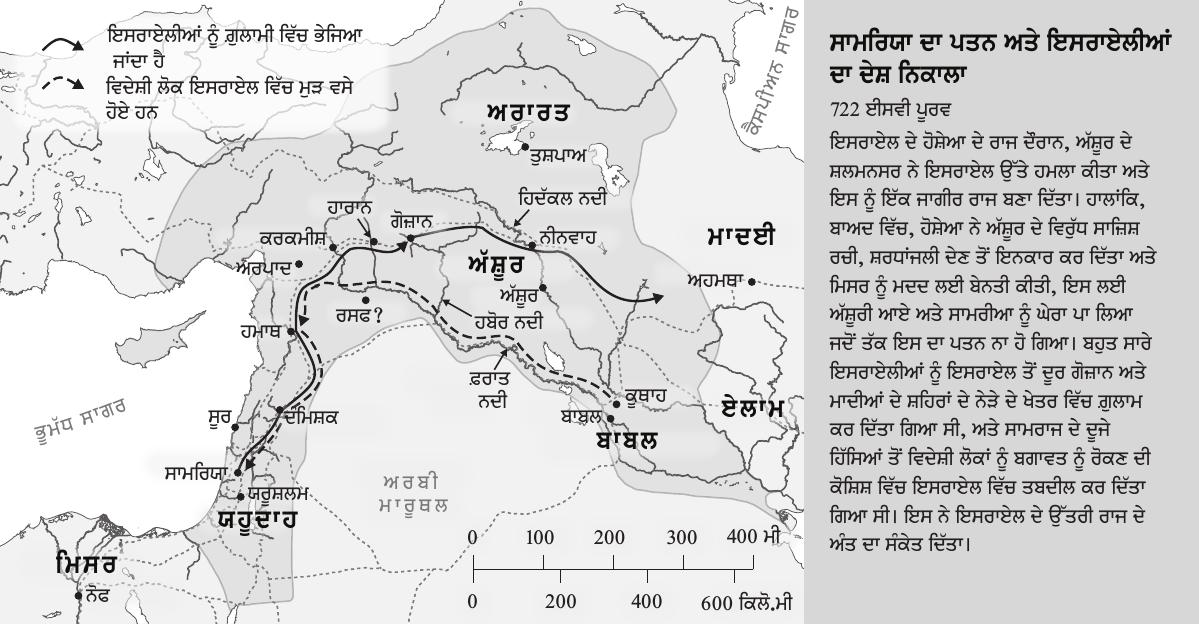 ਇਸਰਾਏਲੀਆਂ ਨੂੰ ਗ਼ੁਲਾਮੀ ਵਿੱਚ ਭੇਜਿਆ
ਜਾਂਦਾ ਹੈ
ਵਿਦੇਸ਼ੀ ਲੋਕ ਇਸਰਾਏਲ ਵਿੱਚ ਮੁੜ ਵਸੇ
ਹੋਏ ਹਨ
ਕੈਸਪੀਅਨ ਸਾਗਰ
ਅਰਾਰਤ
ਤੁਸ਼ਪਾਅ
ਹਿਦੱਕਲ ਨਦੀ
ਹਾਰਾਨ
ਗੋਜ਼ਾਨ
ਕਰਕਮੀਸ਼
ਨੀਨਵਾਹ
ਮਾਦਈ
ਅਰਪਾਦ
ਅੱਸ਼ੂਰ
ਅਹਮਥਾ
ਅੱਸ਼ੂਰ
ਰਸਫ?
ਹਬੋਰ ਨਦੀ
ਹਮਾਥ
ਫ਼ਰਾਤ
ਨਦੀ
ਕੂਥਾਹ
ਏਲਾਮ
ਬਾਬਲ
ਬਾਬਲ
ਭੂਮੱਧ ਸਾਗਰ
ਸੂਰ
ਦੰਮਿਸ਼ਕ
ਸਾਮਰਿਯਾ
ਯਰੂਸ਼ਲਮ
ਯਹੂਦਾਹ
ਅਰਬੀ
ਮਾਰੂਥਲ
ਮਿਸਰ
ਨੋਫ
0 100 200 300 400 ਮੀ
0 200 400 600 ਕਿਲੋ.ਮੀ
ਸਾਮਰਿਯਾ ਦਾ ਪਤਨ ਅਤੇ ਇਸਰਾਏਲੀਆਂ
ਦਾ ਦੇਸ਼ ਨਿਕਾਲਾ
722 ਈਸਵੀ ਪੂਰਵ
ਇਸਰਾਏਲ ਦੇ ਹੋਸ਼ੇਆ ਦੇ ਰਾਜ ਦੌਰਾਨ, ਅੱਸ਼ੂਰ ਦੇ
ਸ਼ਲਮਨਸਰ ਨੇ ਇਸਰਾਏਲ ਉੱਤੇ ਹਮਲਾ ਕੀਤਾ ਅਤੇ
ਇਸ ਨੂੰ ਇੱਕ ਜਾਗੀਰ ਰਾਜ ਬਣਾ ਦਿੱਤਾ। ਹਾਲਾਂਕਿ,
ਬਾਅਦ ਵਿੱਚ, ਹੋਸ਼ੇਆ ਨੇ ਅੱਸ਼ੂਰ ਦੇ ਵਿਰੁੱਧ ਸਾਜ਼ਿਸ਼
ਰਚੀ, ਸ਼ਰਧਾਂਜਲੀ ਦੇਣ ਤੋਂ ਇਨਕਾਰ ਕਰ ਦਿੱਤਾ ਅਤੇ
ਮਿਸਰ ਨੂੰ ਮਦਦ ਲਈ ਬੇਨਤੀ ਕੀਤੀ, ਇਸ ਲਈ
ਅੱਸ਼ੂਰੀ ਆਏ ਅਤੇ ਸਾਮਰੀਆ ਨੂੰ ਘੇਰਾ ਪਾ ਲਿਆ
ਜਦੋਂ ਤੱਕ ਇਸ ਦਾ ਪਤਨ ਨਾ ਹੋ ਗਿਆ। ਬਹੁਤ ਸਾਰੇ
ਇਸਰਾਏਲੀਆਂ ਨੂੰ ਇਸਰਾਏਲ ਤੋਂ ਦੂਰ ਗੋਜ਼ਾਨ ਅਤੇ
ਮਾਦੀਆਂ ਦੇ ਸ਼ਹਿਰਾਂ ਦੇ ਨੇੜੇ ਦੇ ਖੇਤਰ ਵਿੱਚ ਗ਼ੁਲਾਮ
ਕਰ ਦਿੱਤਾ ਗਿਆ ਸੀ, ਅਤੇ ਸਾਮਰਾਜ ਦੇ ਦੂਜੇ
ਹਿੱਸਿਆਂ ਤੋਂ ਵਿਦੇਸ਼ੀ ਲੋਕਾਂ ਨੂੰ ਬਗਾਵਤ ਨੂੰ ਰੋਕਣ ਦੀ
ਕੋਸ਼ਿਸ਼ ਵਿੱਚ ਇਸਰਾਏਲ ਵਿੱਚ ਤਬਦੀਲ ਕਰ ਦਿੱਤਾ
ਗਿਆ ਸੀ। ਇਸ ਨੇ ਇਸਰਾਏਲ ਦੇ ਉੱਤਰੀ ਰਾਜ ਦੇ
ਅੰਤ ਦਾ ਸੰਕੇਤ ਦਿੱਤਾ।